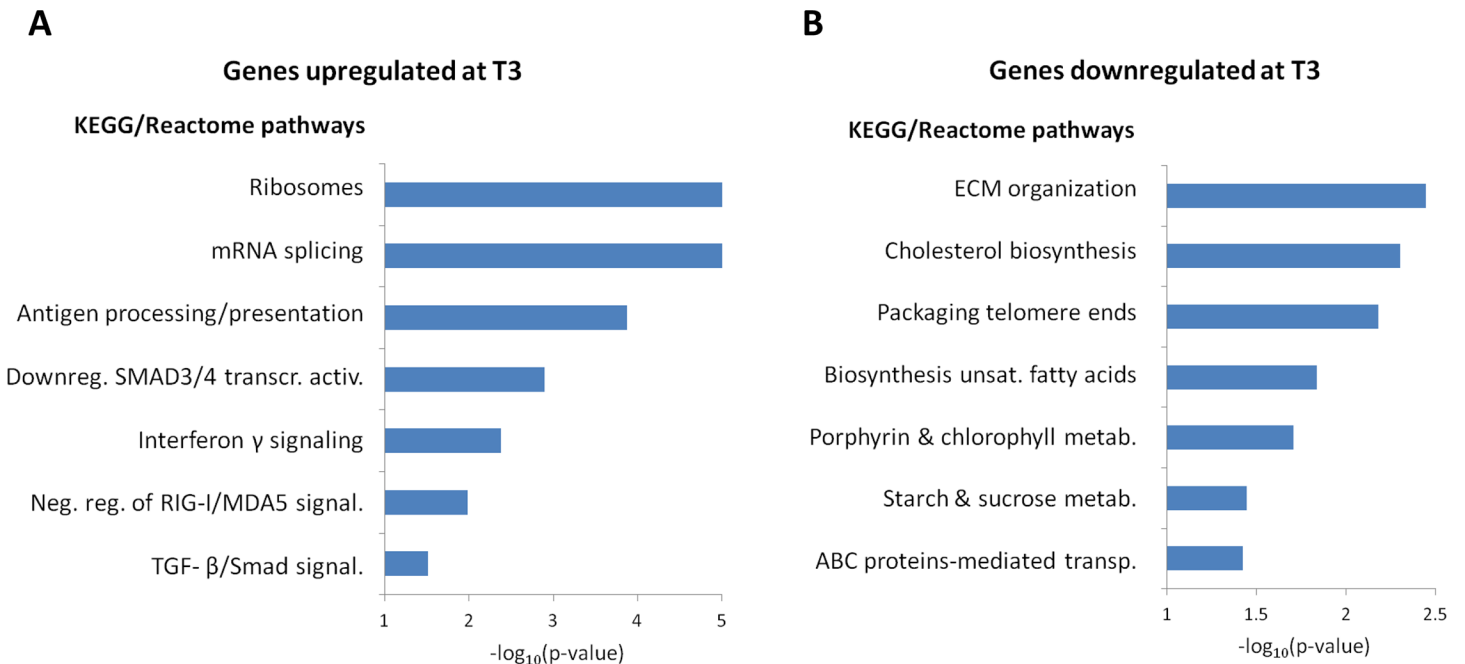 A
Genes upregulated at T3
KEGG/Reactome pathways
Ribosomes
mRNA splicing
Antigen processing/presentation
Downreg. SMAD3/4 transcr. activ.
Interferon γ signaling
Neg. reg. of RIG-I/MDA5 signal.
TGF- β/Smad signal.
1 2 3 4 5
-log₁₀(p-value)
B
Genes downregulated at T3
KEGG/Reactome pathways
ECM organization
Cholesterol biosynthesis
Packaging telomere ends
Biosynthesis unsat. fatty acids
Porphyrin & chlorophyll metab.
Starch & sucrose metab.
ABC proteins-mediated transp.
1 1.5 2 2.5
-log₁₀(p-value)